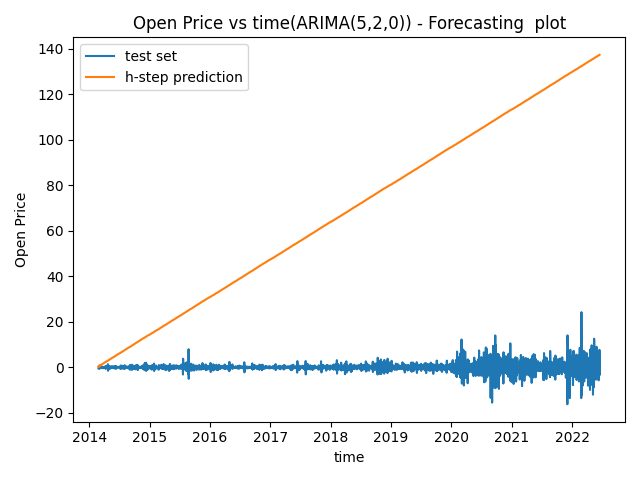 Open Price vs time(ARIMA(5,2,0)) - Forecasting  plot
test set
h-step prediction
140
120
100
80
60
40
20
0
−20
Open Price
2014 2015 2016 2017 2018 2019 2020 2021 2022
time